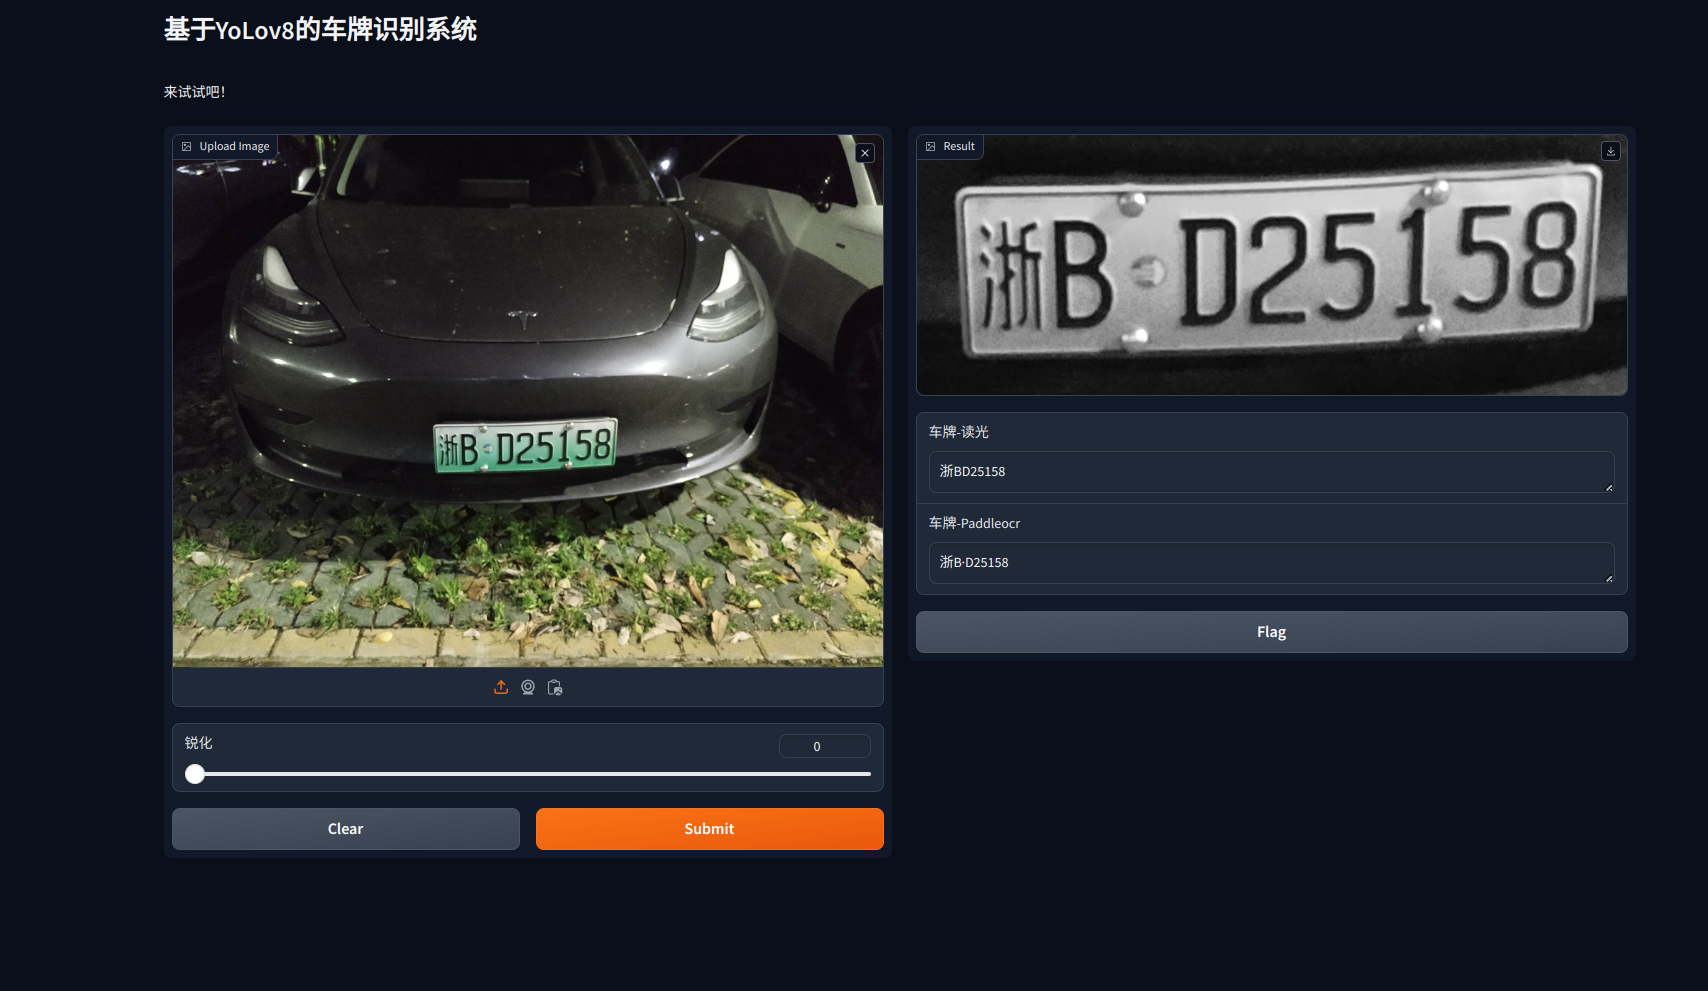 基于YoLov8的车牌识别系统
来试试吧！
Upload Image
浙B·D25158
锐化
0
Clear
Submit
Result
浙B·D25158
车牌-读光
浙BD25158
车牌-Paddleocr
浙B·D25158
Flag